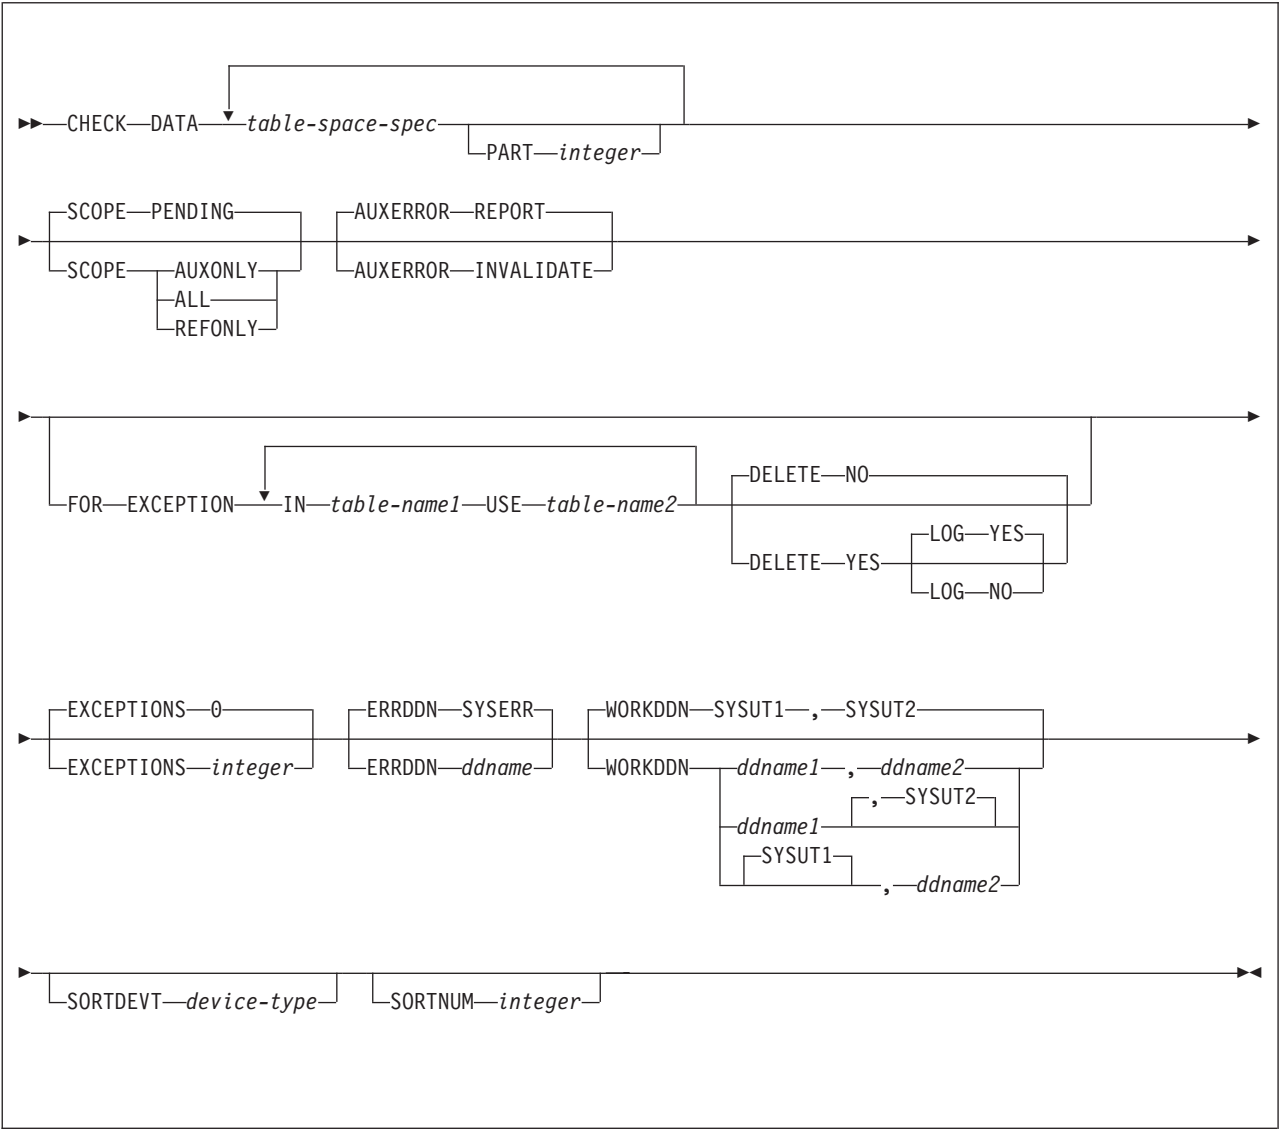 CHECK DATA table-space-spec
PART integer
SCOPE PENDING AUXERROR REPORT
SCOPE AUXONLY AUXERROR INVALIDATE
ALL
REFONLY
DELETE NO
FOR EXCEPTION IN table-name1 USE table-name2
LOG YES
DELETE YES
LOG NO
EXCEPTIONS 0 ERRDDN SYSERR WORKDDN SYSUT1 , SYSUT2
EXCEPTIONS integer ERRDDN ddname WORKDDN ddname1 , ddname2
, SYSUT2
ddname1
SYSUT1
, ddname2
SORTDEVT device-type SORTNUM integer